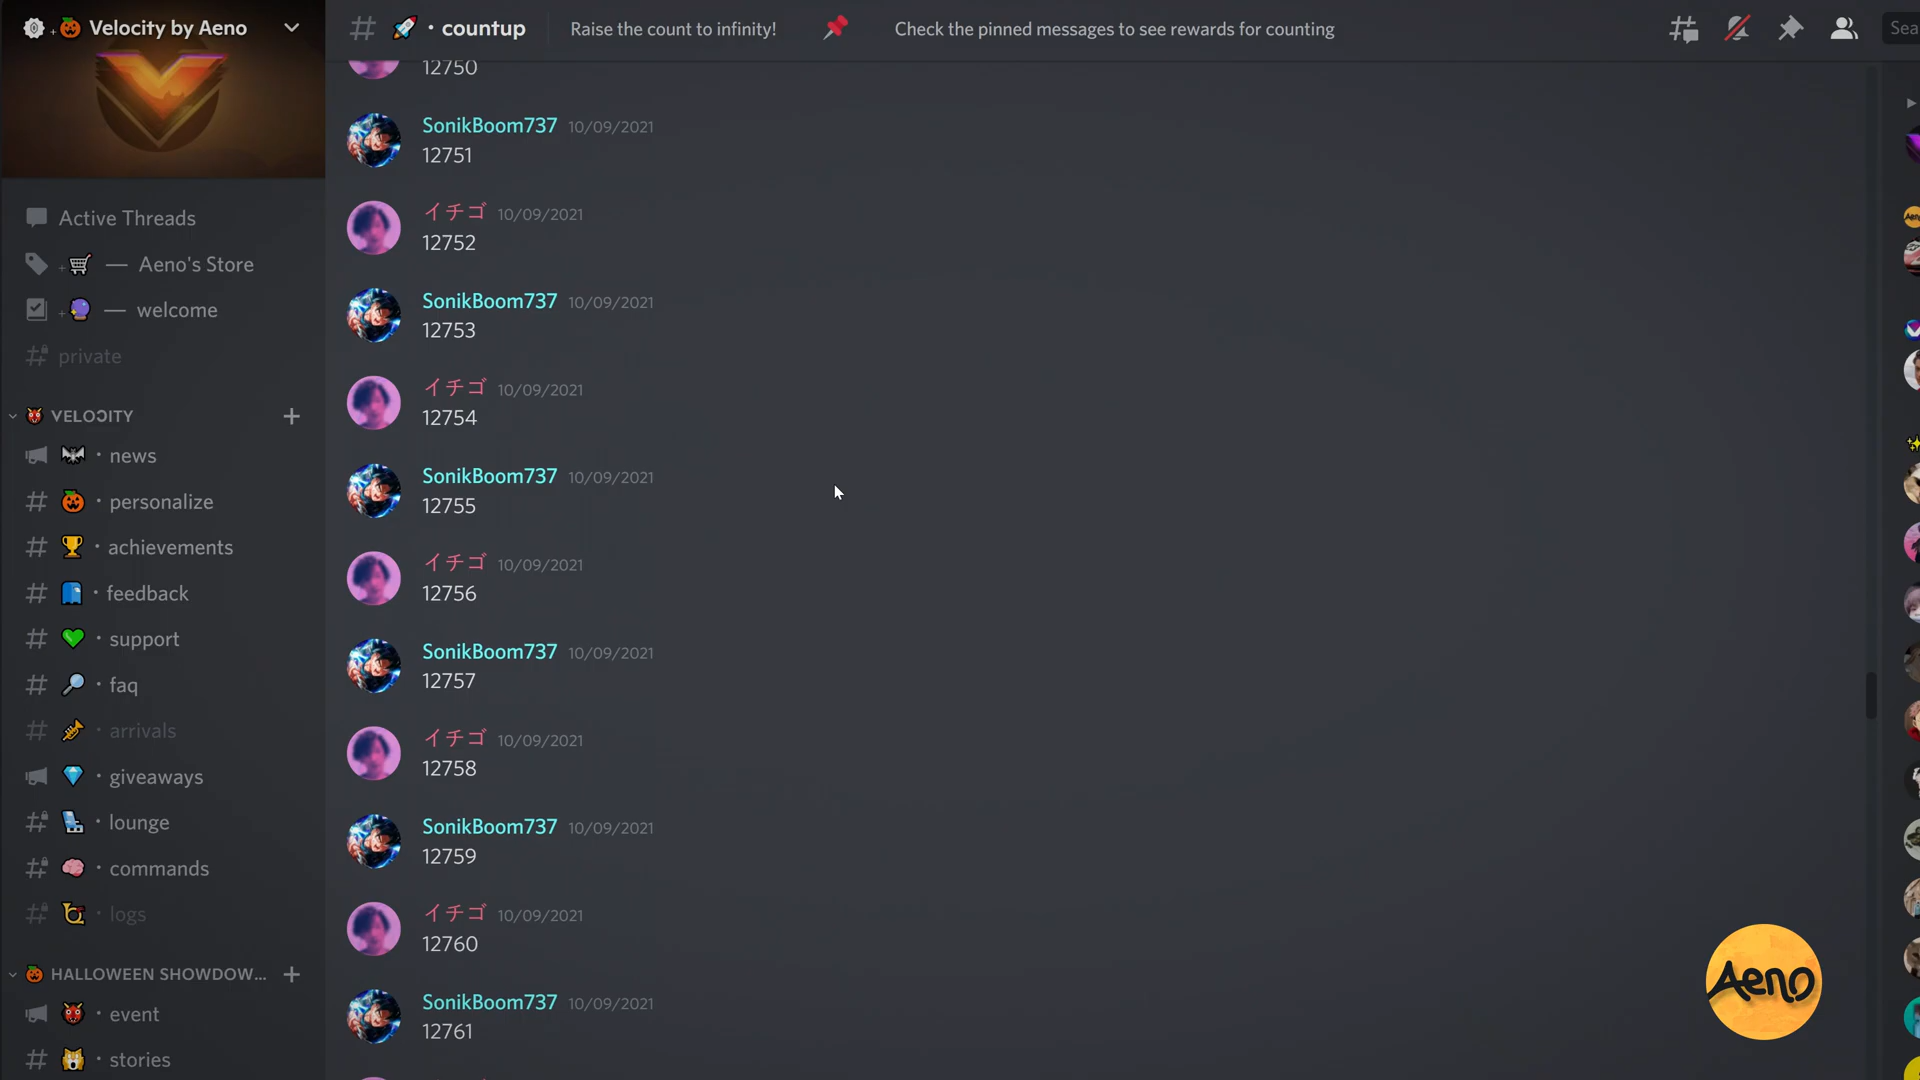 Velocity by Aeno
• countup
Raise the count to infinity!
Check the pinned messages to see rewards for counting
Sea
Active Threads
— Aeno's Store
— welcome
private
VELOCITY
• news
• personalize
• achievements
• feedback
• support
• faq
• arrivals
• giveaways
• lounge
• commands
• logs
HALLOWEEN SHOWDOW...
• event
• stories
12750
SonikBoom737 10/09/2021
12751
イチゴ 10/09/2021
12752
SonikBoom737 10/09/2021
12753
イチゴ 10/09/2021
12754
SonikBoom737 10/09/2021
12755
イチゴ 10/09/2021
12756
SonikBoom737 10/09/2021
12757
イチゴ 10/09/2021
12758
SonikBoom737 10/09/2021
12759
イチゴ 10/09/2021
12760
SonikBoom737 10/09/2021
12761
Aeno